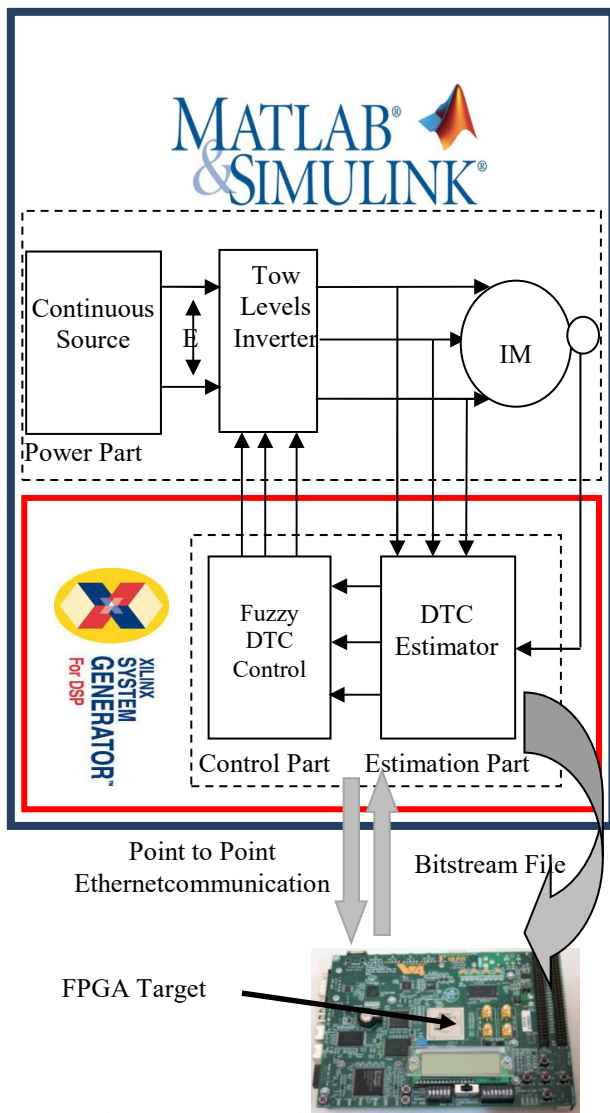 MATLAB®
&SIMULINK®
Continuous
Source
E
Tow
Levels
Inverter
IM
Power Part
XILINX
SYSTEM
GENERATOR™
For DSP
Fuzzy
DTC
Control
DTC
Estimator
Control Part
Estimation Part
Point to Point
Ethernetcommunication
Bitstream File
FPGA Target